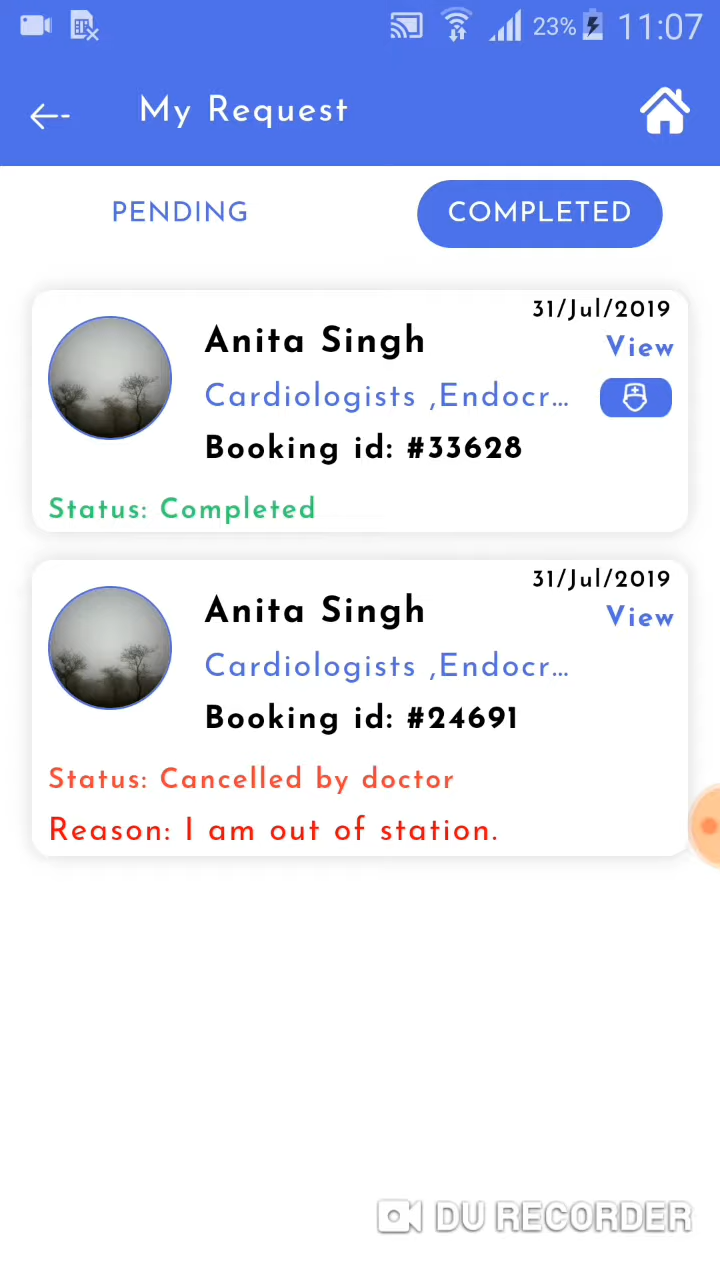 23% 11:07
My Request
PENDING COMPLETED
31/Jul/2019
Anita Singh
View
Cardiologists ,Endocr...
Booking id: #33628
Status: Completed
31/Jul/2019
Anita Singh
View
Cardiologists ,Endocr...
Booking id: #24691
Status: Cancelled by doctor
Reason: I am out of station.
DU RECORDER